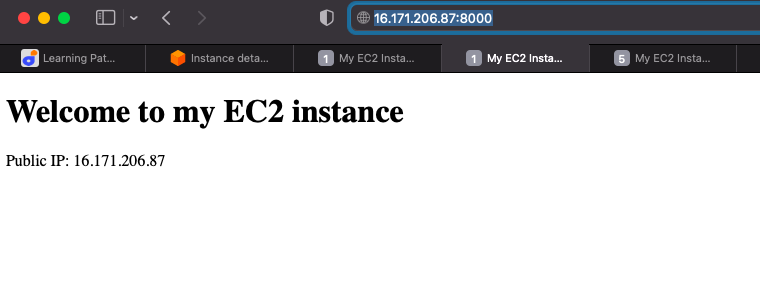 16.171.206.87:8000
Learning Pat...
Instance deta...
1 My EC2 Insta...
1 My EC2 Insta...
5 My EC2 Insta...
Welcome to my EC2 instance
Public IP: 16.171.206.87